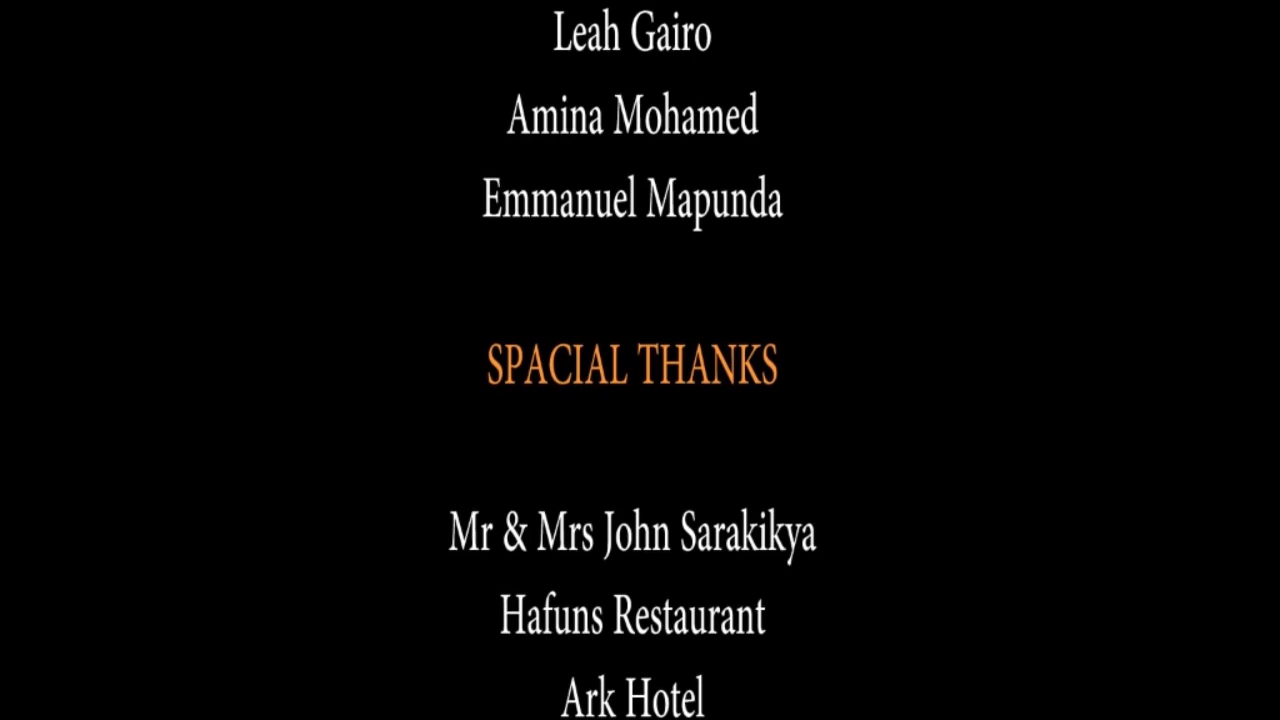 Leah Gairo
Amina Mohamed
Emmanuel Mapunda
SPACIAL THANKS
Mr & Mrs John Sarakikya
Hafuns Restaurant
Ark Hotel